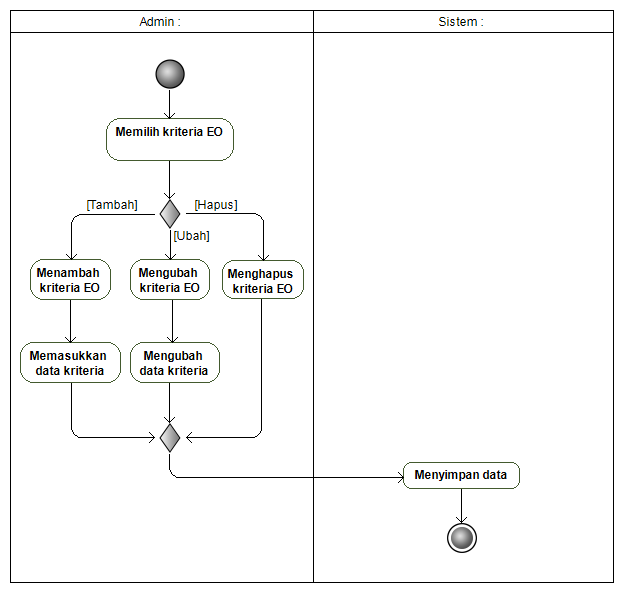 Admin :
Sistem :
Memilih kriteria EO
[Tambah]
[Hapus]
[Ubah]
Menambah
kriteria EO
Mengubah
kriteria EO
Menghapus
kriteria EO
Memasukkan
data kriteria
Mengubah
data kriteria
Menyimpan data